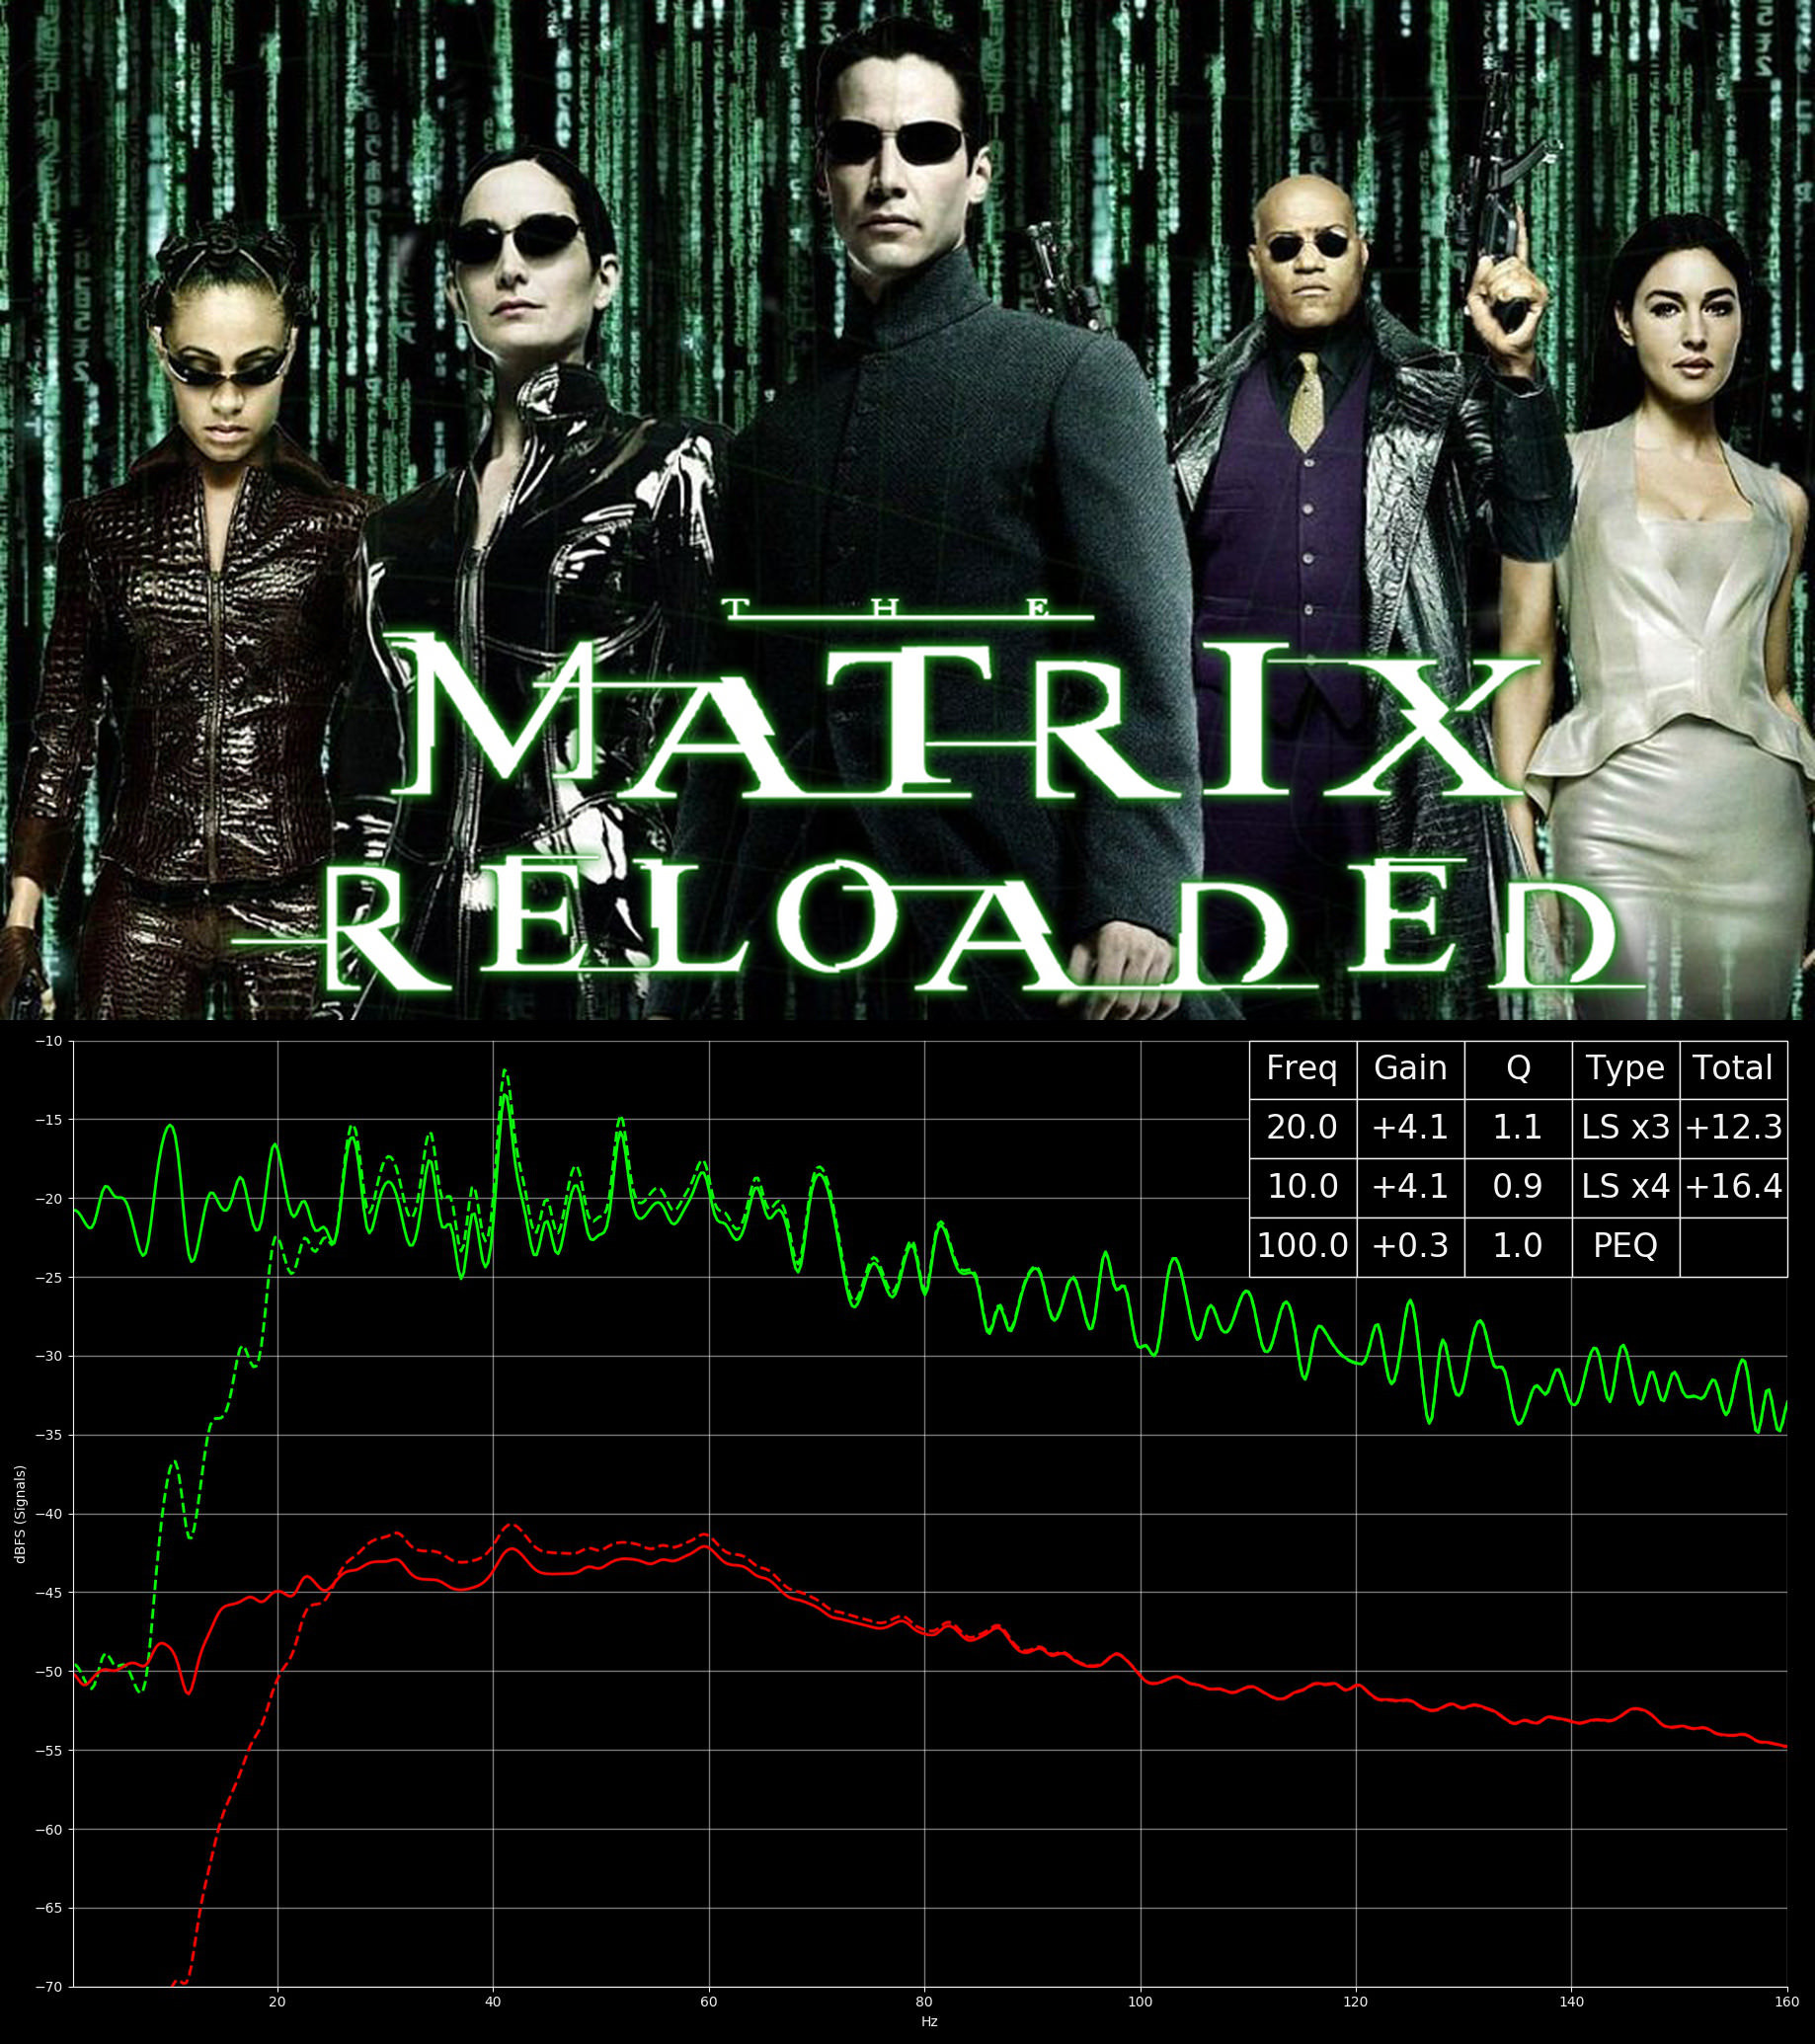 THE
MATRIX
RELOADED
Freq Gain Q Type Total
20.0 +4.1 1.1 LS x3 +12.3
10.0 +4.1 0.9 LS x4 +16.4
100.0 +0.3 1.0 PEQ
−10
−15
−20
−25
−30
−35
−40
−45
−50
−55
−60
−65
−70
dBFS (Signals)
20 40 60 80 100 120 140 160
Hz